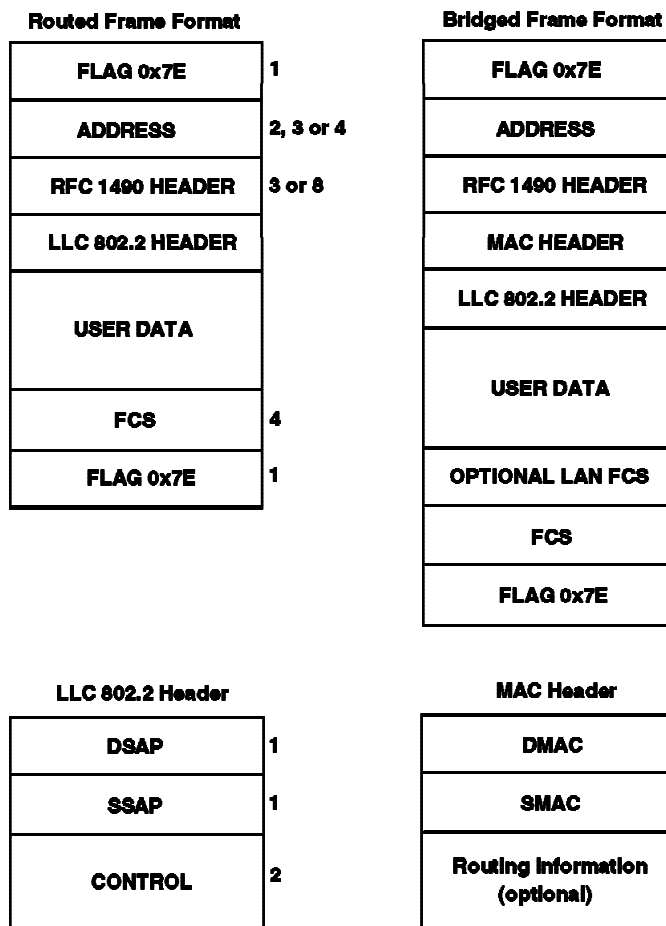 Routed Frame Format
FLAG 0x7E 1
ADDRESS 2, 3 or 4
RFC 1490 HEADER 3 or 8
LLC 802.2 HEADER
USER DATA
FCS 4
FLAG 0x7E 1
Bridged Frame Format
FLAG 0x7E
ADDRESS
RFC 1490 HEADER
MAC HEADER
LLC 802.2 HEADER
USER DATA
OPTIONAL LAN FCS
FCS
FLAG 0x7E
LLC 802.2 Header
DSAP 1
SSAP 1
CONTROL 2
MAC Header
DMAC
SMAC
Routing Information
(optional)